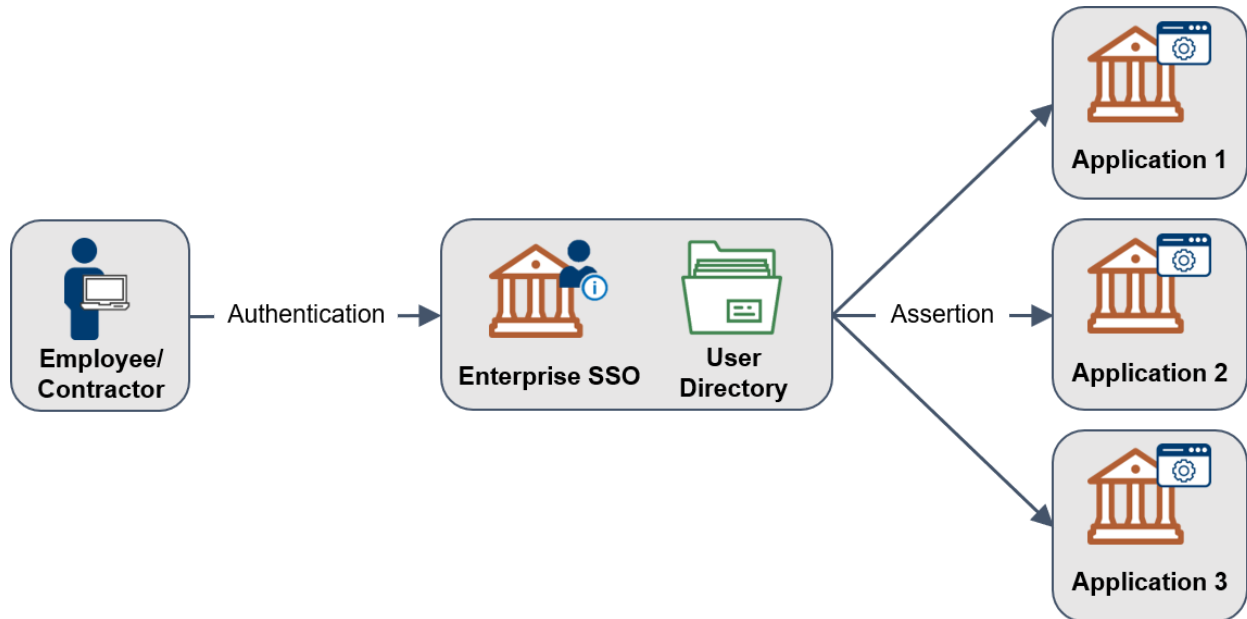 Employee/
Contractor
Authentication
Enterprise SSO
User
Directory
Assertion
Application 1
Application 2
Application 3